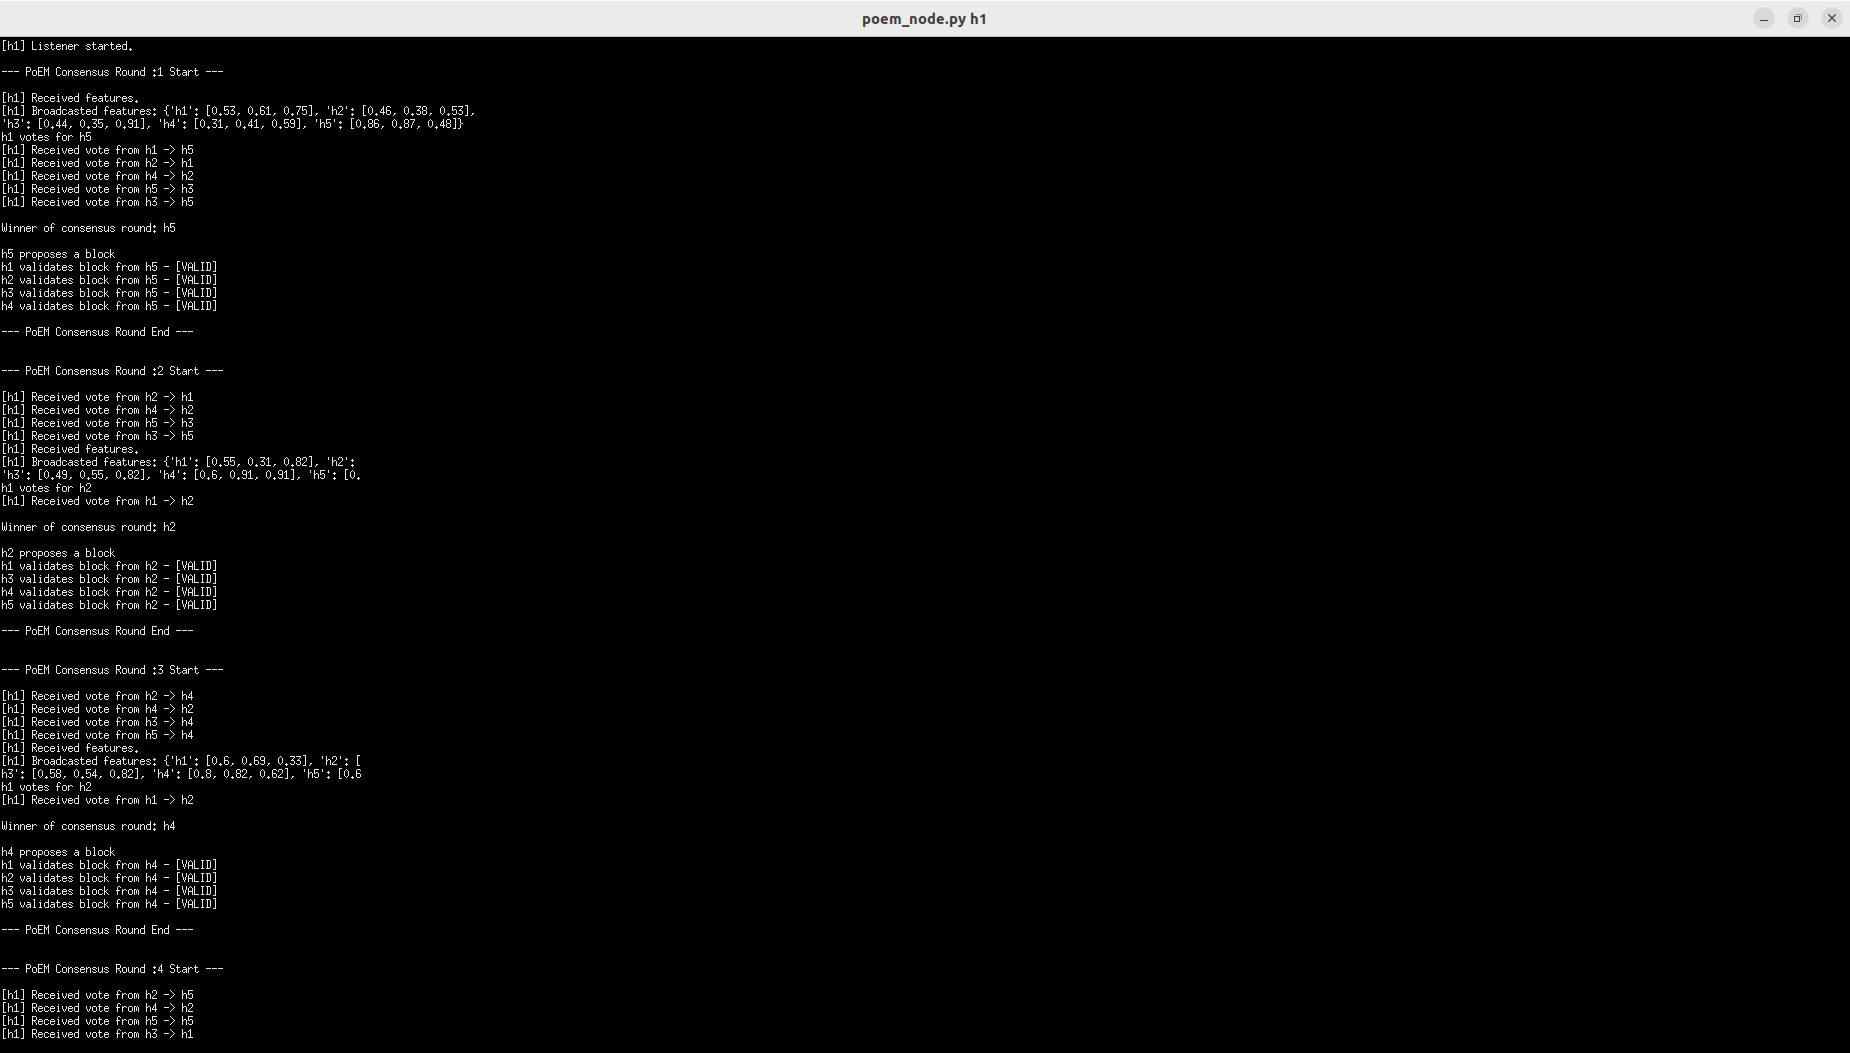 poem_node.py h1
[h1] Listener started.
--- PoEM Consensus Round :1 Start ---
[h1] Received features.
[h1] Broadcasted features: {'h1': [0.53, 0.61, 0.75], 'h2': [0.46, 0.38, 0.53],
'h3': [0.44, 0.35, 0.91], 'h4': [0.31, 0.41, 0.59], 'h5': [0.86, 0.87, 0.48]}
h1 votes for h5
[h1] Received vote from h1 -> h5
[h1] Received vote from h2 -> h1
[h1] Received vote from h4 -> h2
[h1] Received vote from h5 -> h3
[h1] Received vote from h3 -> h5
Winner of consensus round: h5
h5 proposes a block
h1 validates block from h5 - [VALID]
h2 validates block from h5 - [VALID]
h3 validates block from h5 - [VALID]
h4 validates block from h5 - [VALID]
--- PoEM Consensus Round End ---
--- PoEM Consensus Round :2 Start ---
[h1] Received vote from h2 -> h1
[h1] Received vote from h4 -> h2
[h1] Received vote from h5 -> h3
[h1] Received vote from h3 -> h5
[h1] Received features.
[h1] Broadcasted features: {'h1': [0.55, 0.31, 0.82], 'h2':
'h3': [0.49, 0.55, 0.82], 'h4': [0.6, 0.91, 0.91], 'h5': [0.
h1 votes for h2
[h1] Received vote from h1 -> h2
Winner of consensus round: h2
h2 proposes a block
h1 validates block from h2 - [VALID]
h3 validates block from h2 - [VALID]
h4 validates block from h2 - [VALID]
h5 validates block from h2 - [VALID]
--- PoEM Consensus Round End ---
--- PoEM Consensus Round :3 Start ---
[h1] Received vote from h2 -> h4
[h1] Received vote from h4 -> h2
[h1] Received vote from h3 -> h4
[h1] Received vote from h5 -> h4
[h1] Received features.
[h1] Broadcasted features: {'h1': [0.6, 0.69, 0.33], 'h2': [
h3': [0.58, 0.54, 0.82], 'h4': [0.8, 0.82, 0.62], 'h5': [0.6
h1 votes for h2
[h1] Received vote from h1 -> h2
Winner of consensus round: h4
h4 proposes a block
h1 validates block from h4 - [VALID]
h2 validates block from h4 - [VALID]
h3 validates block from h4 - [VALID]
h5 validates block from h4 - [VALID]
--- PoEM Consensus Round End ---
--- PoEM Consensus Round :4 Start ---
[h1] Received vote from h2 -> h5
[h1] Received vote from h4 -> h2
[h1] Received vote from h5 -> h5
[h1] Received vote from h3 -> h1